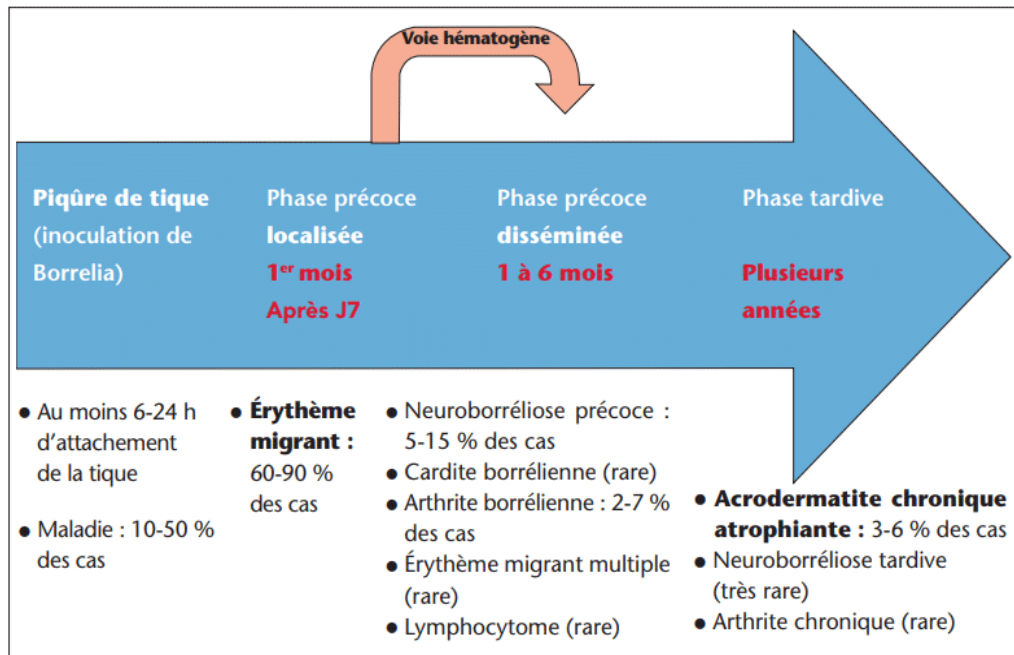 Voie hématogène
Piqûre de tique
(inoculation de
Borrelia)
Phase précoce
localisée
1er mois
Après J7
Phase précoce
disséminée
1 à 6 mois
Phase tardive
Plusieurs
années
• Au moins 6-24 h
d'attachement
de la tique
• Maladie : 10-50 %
des cas
• Érythème
migrant :
60-90 %
des cas
• Neuroborréliose précoce :
5-15 % des cas
• Cardite borrélienne (rare)
• Arthrite borrélienne : 2-7 %
des cas
• Érythème migrant multiple
(rare)
• Lymphocytome (rare)
• Acrodermatite chronique
atrophiante : 3-6 % des cas
• Neuroborréliose tardive
(très rare)
• Arthrite chronique (rare)